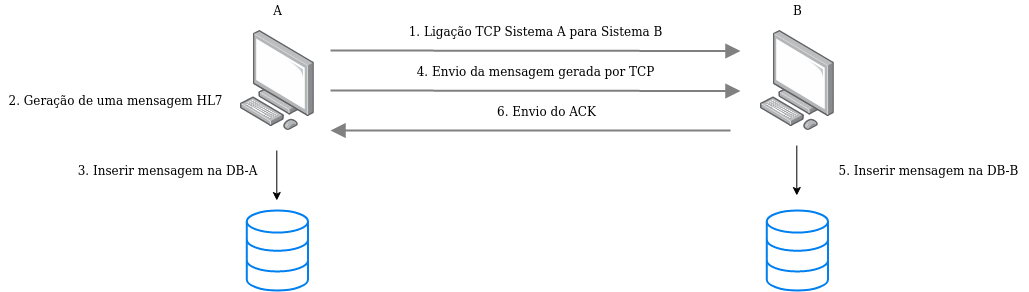 A
B
1. Ligação TCP Sistema A para Sistema B
4. Envio da mensagem gerada por TCP
2. Geração de uma mensagem HL7
6. Envio do ACK
3. Inserir mensagem na DB-A
5. Inserir mensagem na DB-B